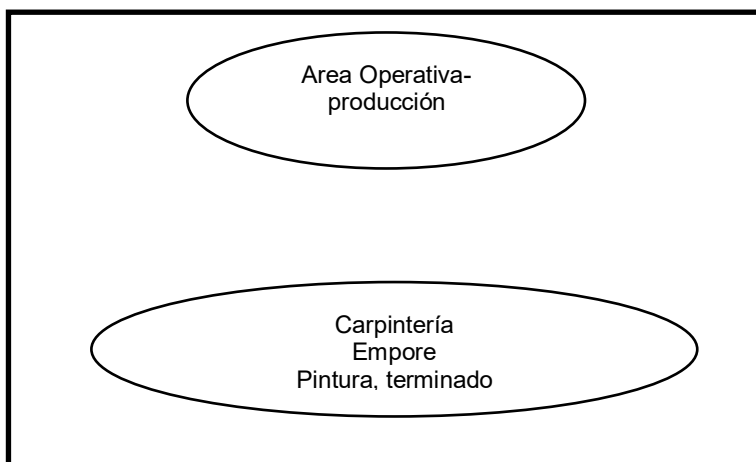 Area Operativa-
producción
Carpintería
Empore
Pintura, terminado